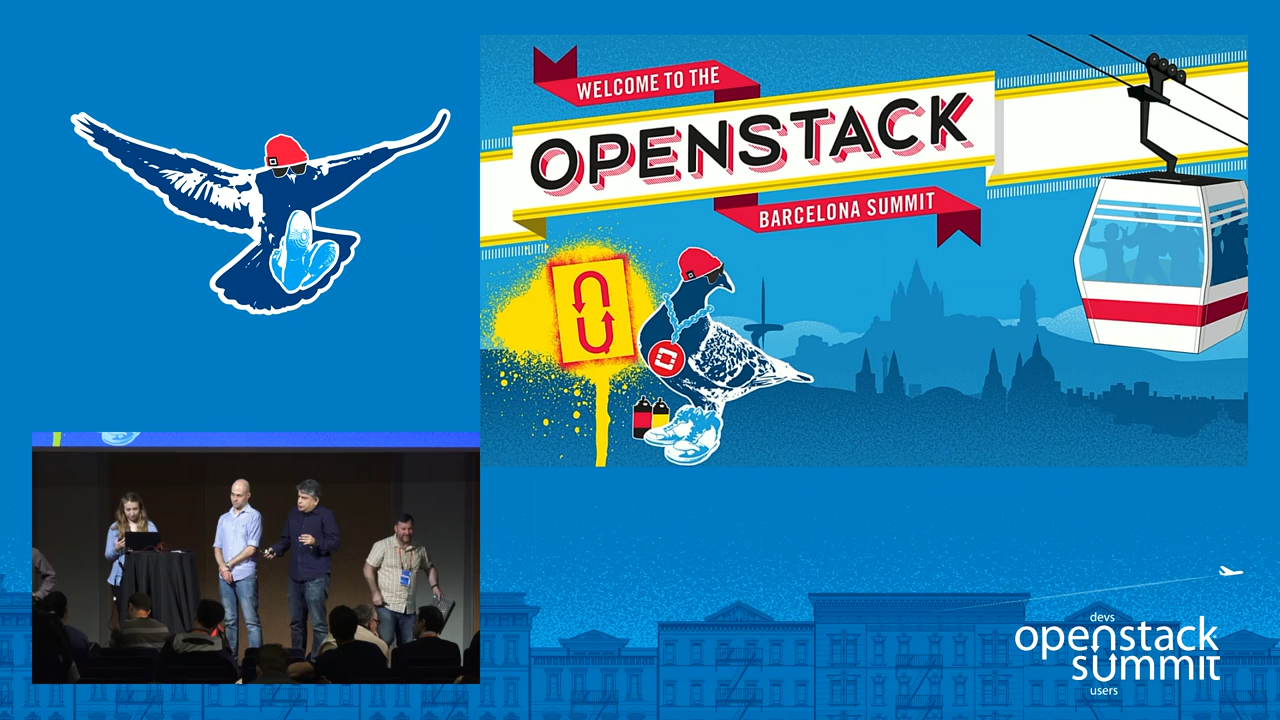 WELCOME TO THE
OPENSTACK
BARCELONA SUMMIT
devs
openstack
summit
users